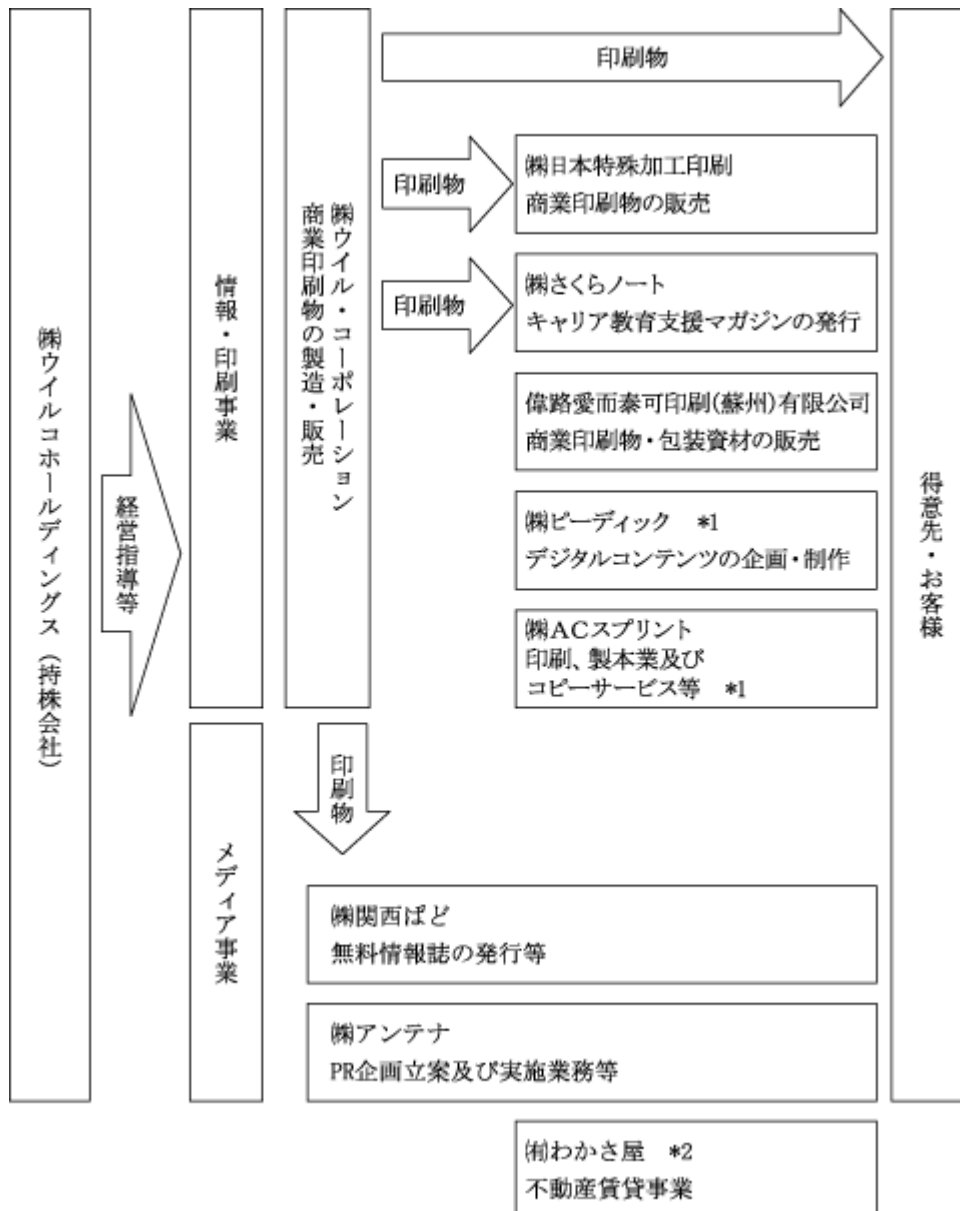 ㈱ウイルコホールディングス（持株会社）
経営指導等
情報・印刷事業
㈱ウイル・コーポレーション
商業印刷物の製造・販売
印刷物
印刷物
㈱日本特殊加工印刷
商業印刷物の販売
印刷物
㈱さくらノート
キャリア教育支援マガジンの発行
偉路愛而泰可印刷(蘇州)有限公司
商業印刷物・包装資材の販売
㈱ピーディック　*1
デジタルコンテンツの企画・制作
㈱ACスプリント
印刷、製本業及び
コピーサービス等　*1
印刷物
メディア事業
㈱関西ぱど
無料情報誌の発行等
㈱アンテナ
PR企画立案及び実施業務等
得意先・お客様
㈲わかさ屋　*2
不動産賃貸事業